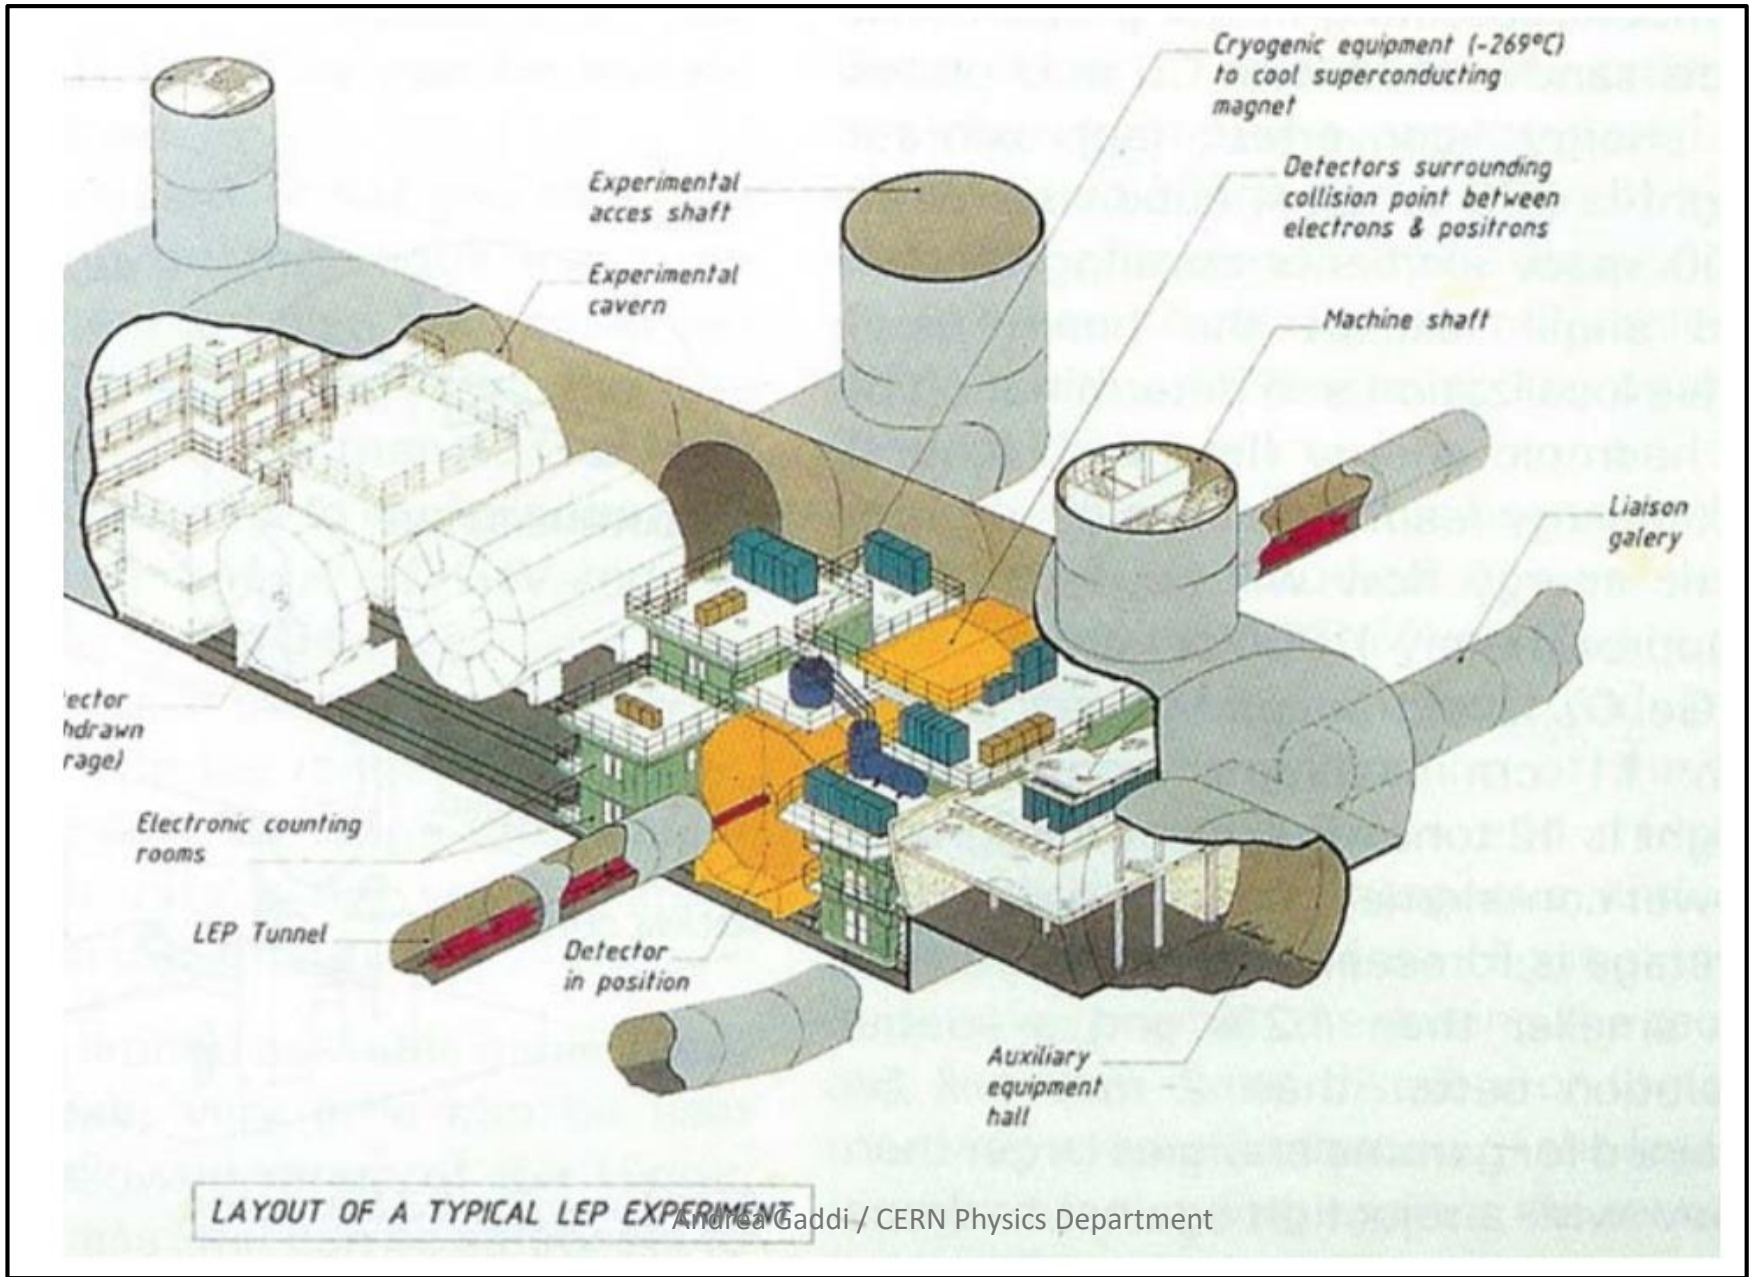 Cryogenic equipment (-269°C)
to cool superconducting
magnet
Experimental
acces shaft
Detectors surrounding
collision point between
electrons & positrons
Experimental
cavern
Machine shaft
Liaison
galery
ector
hdrawn
rage)
Electronic counting
rooms
LEP Tunnel
Detector
in position
Auxiliary
equipment
hall
LAYOUT OF A TYPICAL LEP EXPERIMENT
Andrea Gaddi / CERN Physics Department